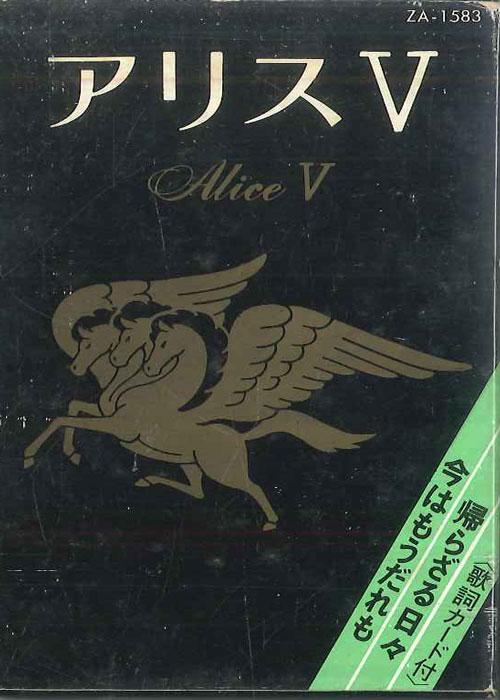 ZA-1583
アリスV
Alice V
帰らざる日々
今はもうだれも
〈歌詞カード付〉